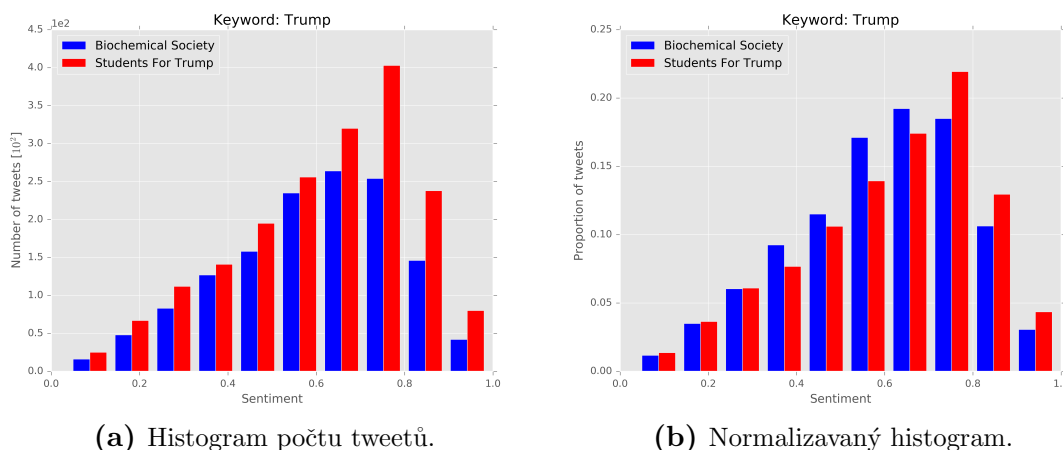 Keyword: Trump
1e2
4.5
4.0
3.5
3.0
2.5
2.0
1.5
1.0
0.5
0.0
Number of tweets [10²]
Biochemical Society
Students For Trump
0.0 0.2 0.4 0.6 0.8 1.0
Sentiment
(a) Histogram počtu tweetů.
Keyword: Trump
0.25
0.20
0.15
0.10
0.05
0.00
Proportion of tweets
Biochemical Society
Students For Trump
0.0 0.2 0.4 0.6 0.8 1.
Sentiment
(b) Normalizavaný histogram.